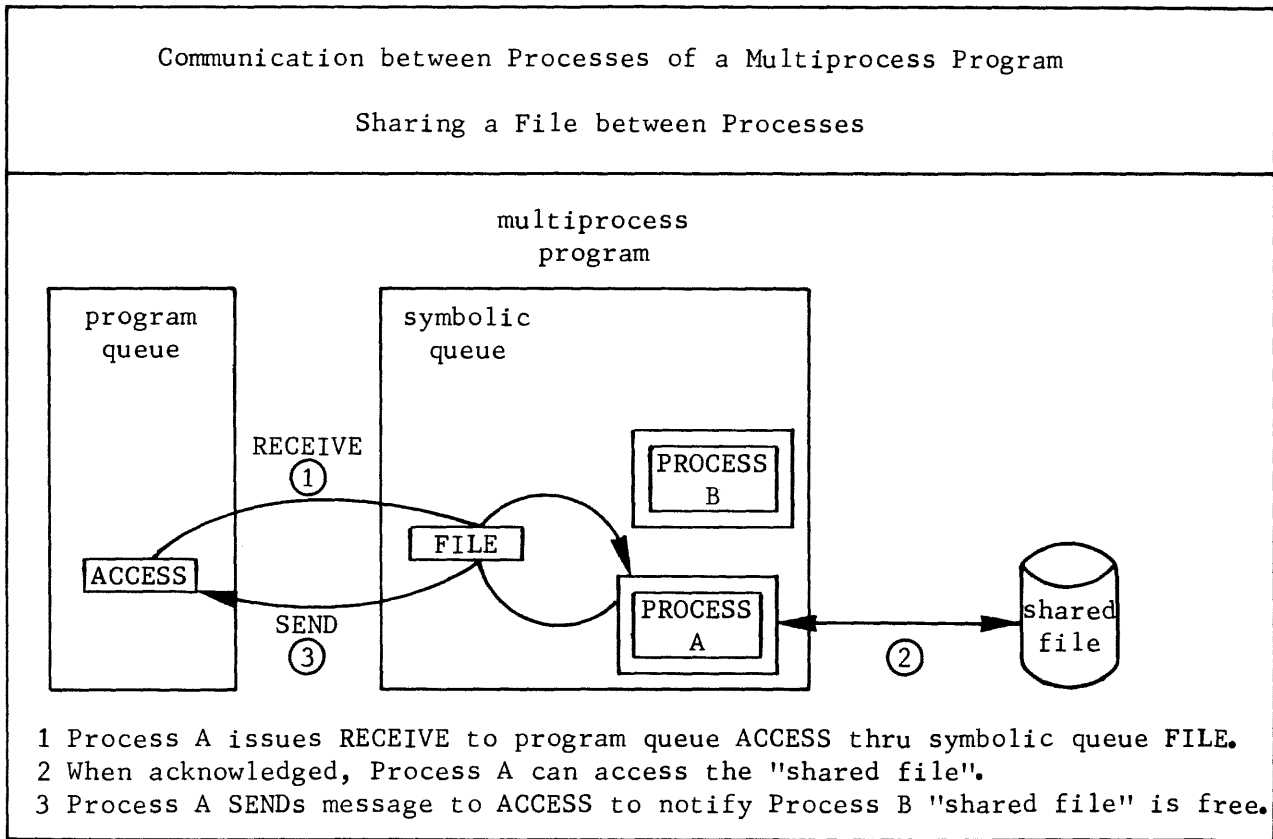 Communication between Processes of a Multiprocess Program
Sharing a File between Processes
multiprocess
program
program
queue
symbolic
queue
RECEIVE
1
PROCESS
B
FILE
ACCESS
PROCESS
A
shared
file
SEND
3
2
1 Process A issues RECEIVE to program queue ACCESS thru symbolic queue FILE.
2 When acknowledged, Process A can access the "shared file".
3 Process A SENDs message to ACCESS to notify Process B "shared file" is free.